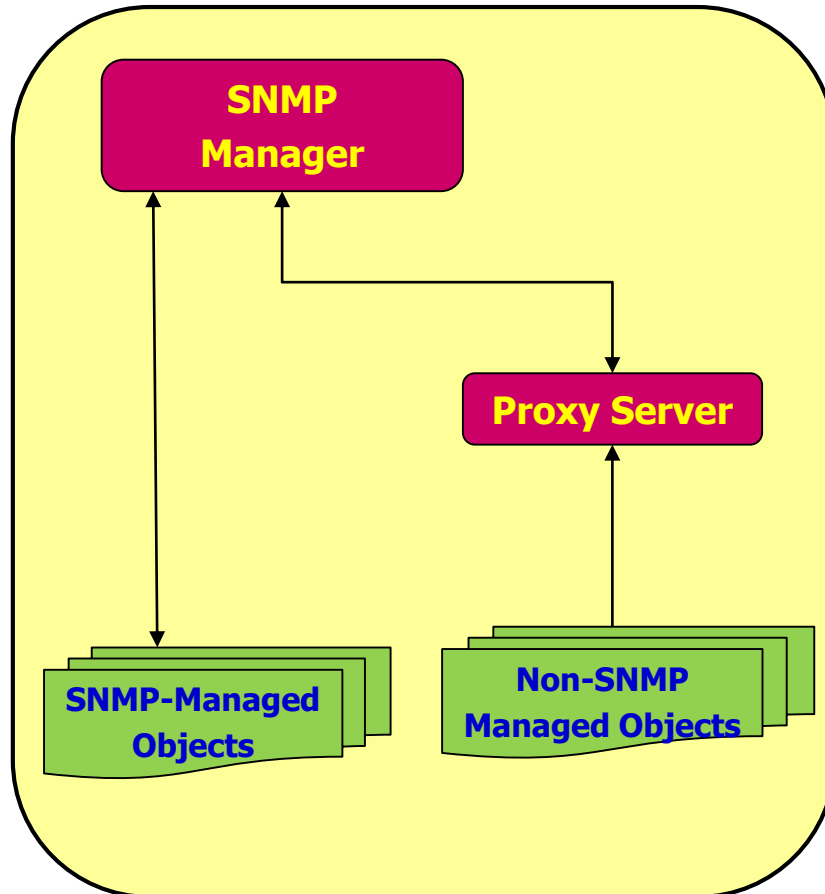 SNMP
Manager
Proxy Server
SNMP-Managed
Objects
Non-SNMP
Managed Objects